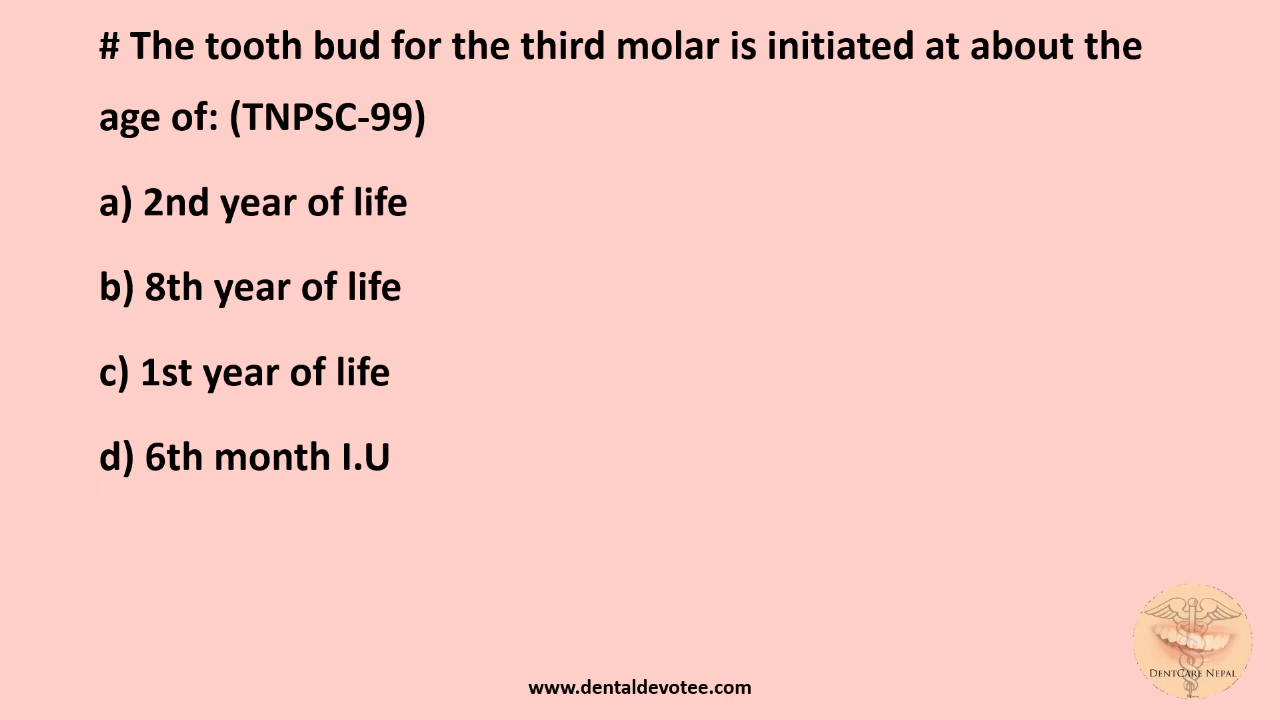 # The tooth bud for the third molar is initiated at about the
age of: (TNPSC-99)
a) 2nd year of life
b) 8th year of life
c) 1st year of life
d) 6th month I.U
DentCare Nepal
www.dentaldevotee.com